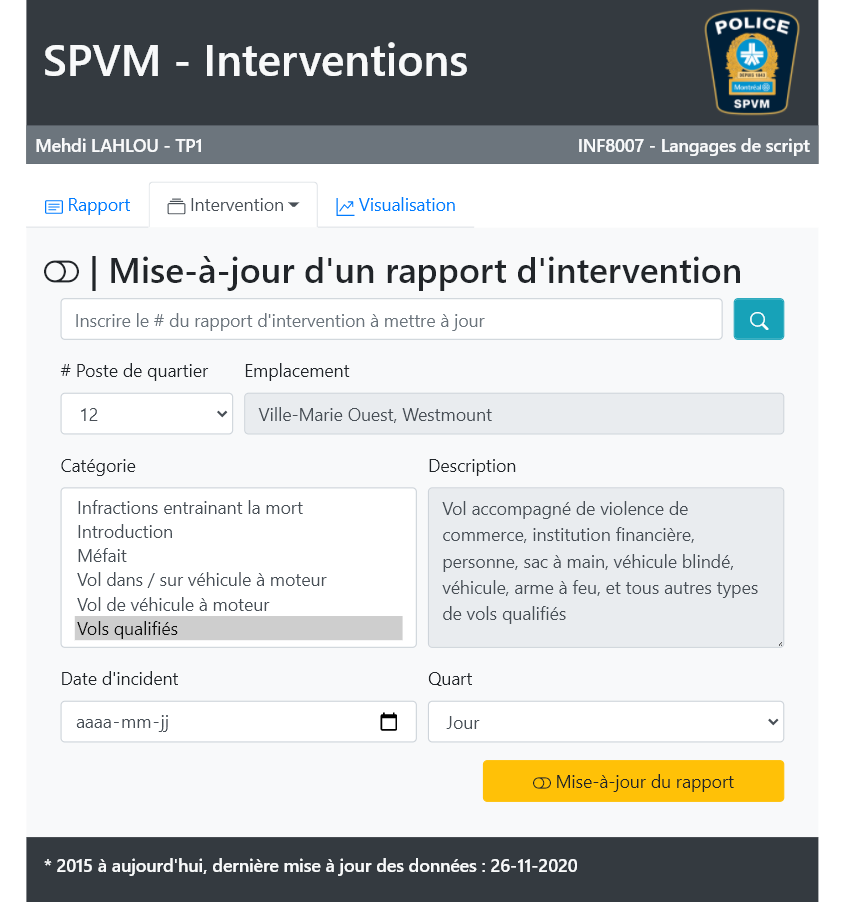 SPVM - Interventions
POLICE
DEPUIS 1843
Montréal
SPVM
Mehdi LAHLOU - TP1
INF8007 - Langages de script
Rapport
Intervention
Visualisation
| Mise-à-jour d'un rapport d'intervention
Inscrire le # du rapport d'intervention à mettre à jour
# Poste de quartier
Emplacement
12
Ville-Marie Ouest, Westmount
Catégorie
Description
Infractions entrainant la mort
Introduction
Méfait
Vol dans / sur véhicule à moteur
Vol de véhicule à moteur
Vols qualifiés
Vol accompagné de violence de
commerce, institution financière,
personne, sac à main, véhicule blindé,
véhicule, arme à feu, et tous autres types
de vols qualifiés
Date d'incident
Quart
aaaa-mm-jj
Jour
Mise-à-jour du rapport
* 2015 à aujourd'hui, dernière mise à jour des données : 26-11-2020